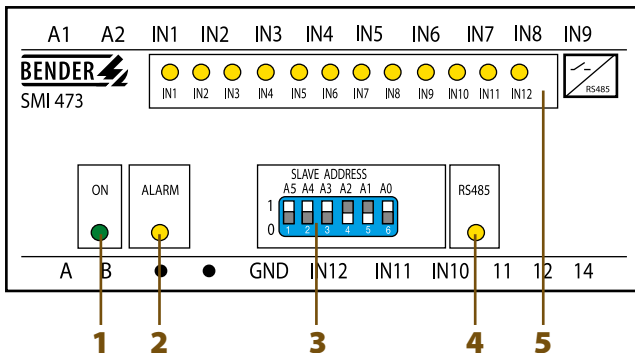 A1 A2 IN1 IN2 IN3 IN4 IN5 IN6 IN7 IN8 IN9
BENDER
SMI 473
IN1 IN2 IN3 IN4 IN5 IN6 IN7 IN8 IN9 IN10 IN11 IN12
RS485
ON
ALARM
SLAVE ADDRESS
A5 A4 A3 A2 A1 A0
1
0
1 2 3 4 5 6
RS485
A B GND IN12 IN11 IN10 11 12 14
1 2 3 4 5